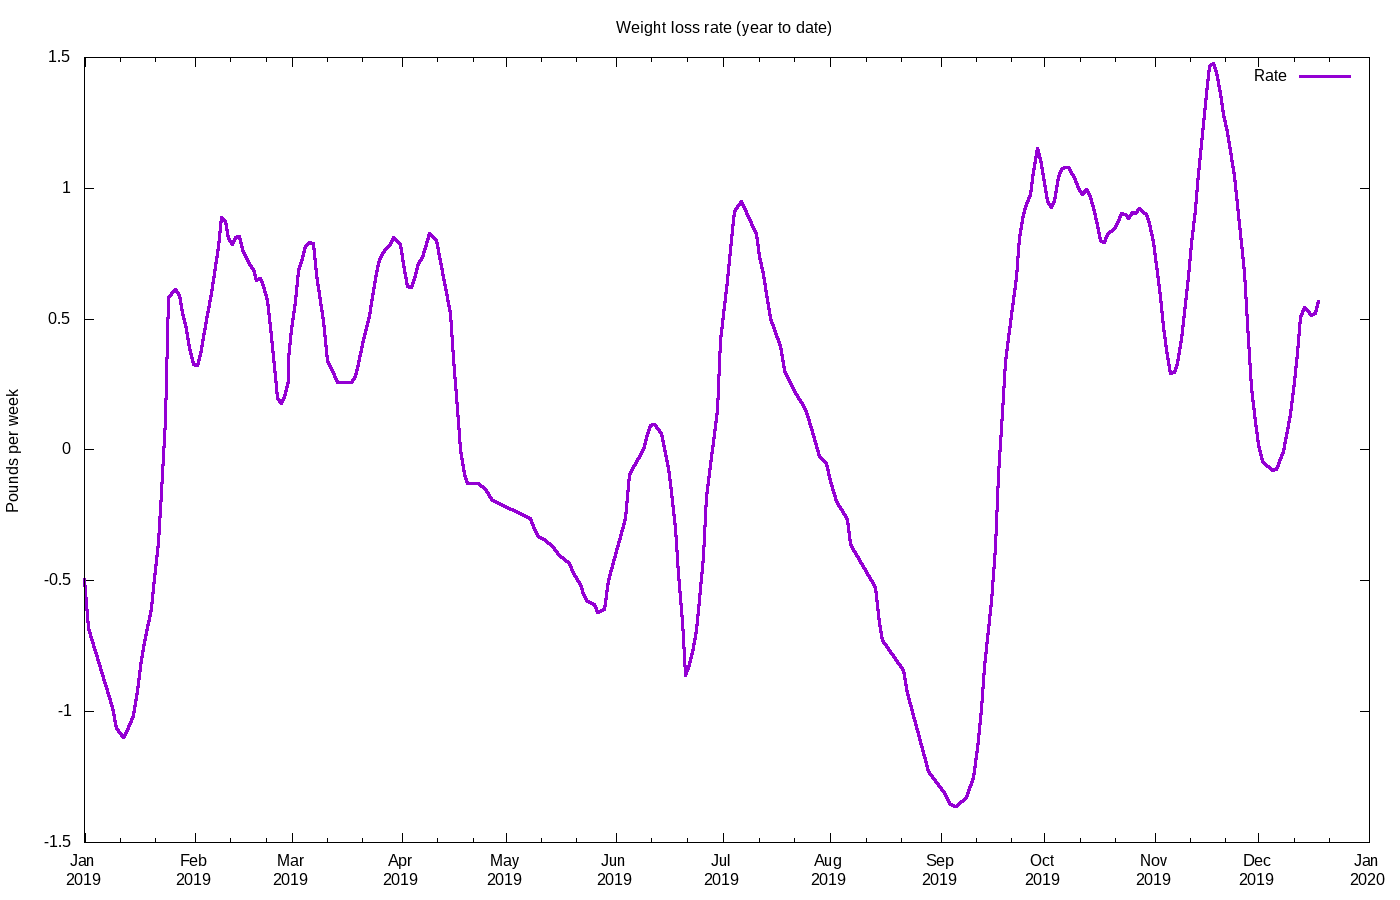 Weight loss rate (year to date)
1.5
Rate
1
0.5
0
-0.5
-1
-1.5
Pounds per week
Jan 2019
Feb 2019
Mar 2019
Apr 2019
May 2019
Jun 2019
Jul 2019
Aug 2019
Sep 2019
Oct 2019
Nov 2019
Dec 2019
Jan 2020